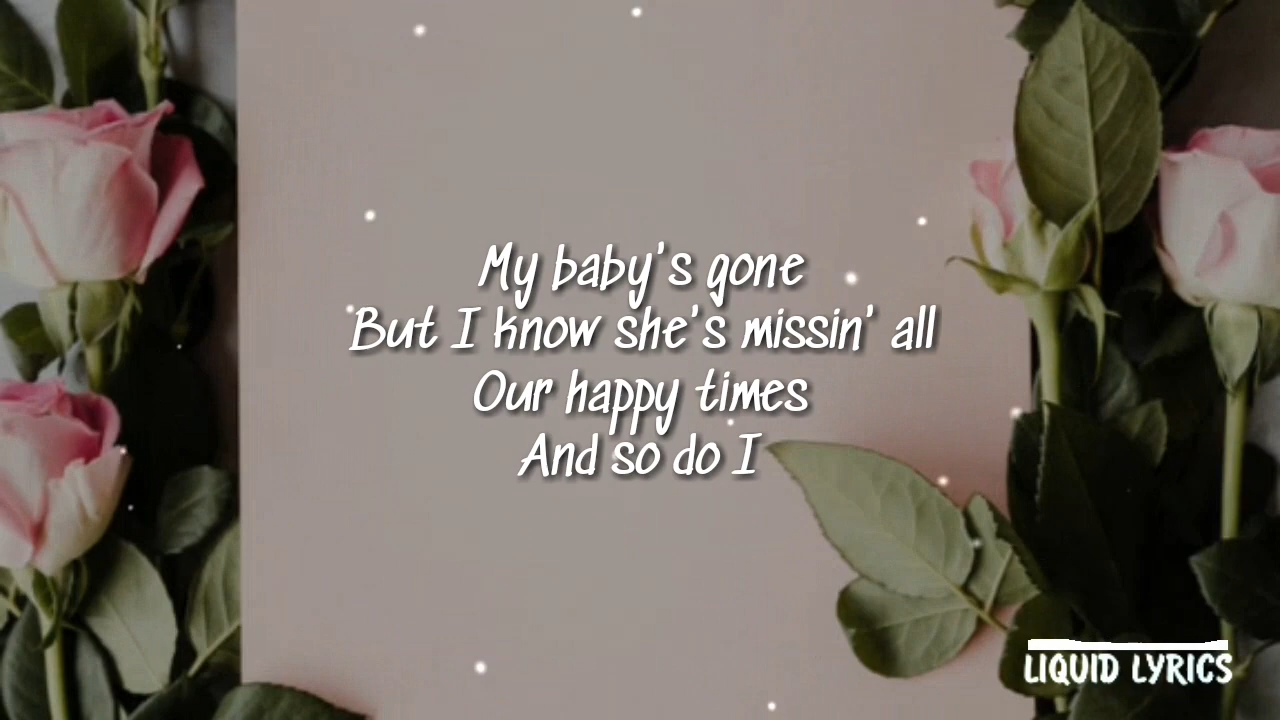 My baby's gone
But I know she's missin' all
Our happy times
And so do I
LIQUID LYRICS